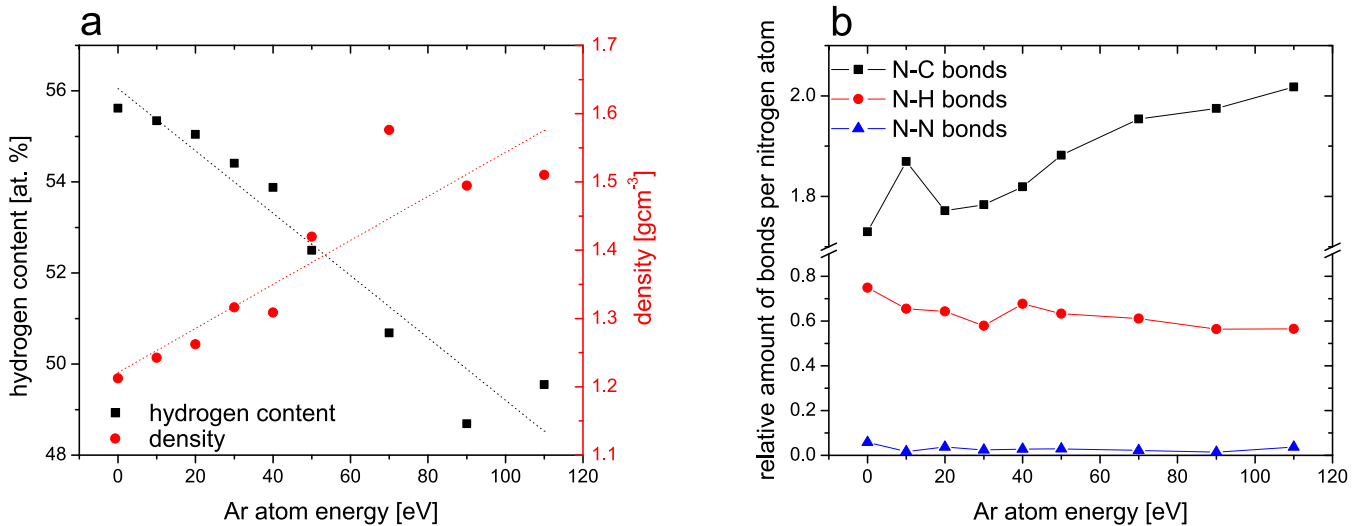 a
hydrogen content [at. %]
56
54
52
50
48
1.7
1.6
1.5
1.4
1.3
1.2
1.1
density [gcm⁻³]
hydrogen content
density
0 20 40 60 80 100 120
Ar atom energy [eV]
b
relative amount of bonds per nitrogen atom
N-C bonds
N-H bonds
N-N bonds
2.0
1.8
0.8
0.6
0.4
0.2
0.0
0 20 40 60 80 100 120
Ar atom energy [eV]